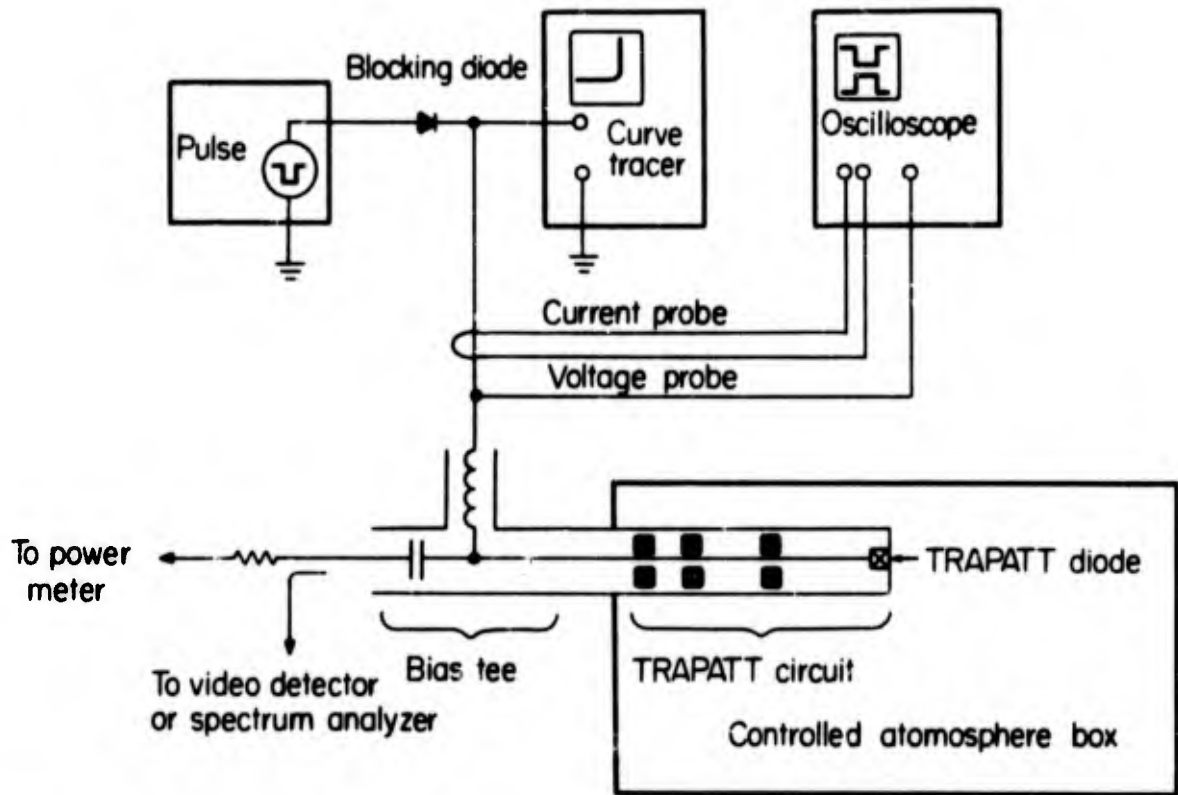 Blocking diode
Pulse
Curve
tracer
Oscilloscope
Current probe
Voltage probe
To power
meter
TRAPATT diode
Bias tee
TRAPATT circuit
To video detector
or spectrum analyzer
Controlled atomosphere box